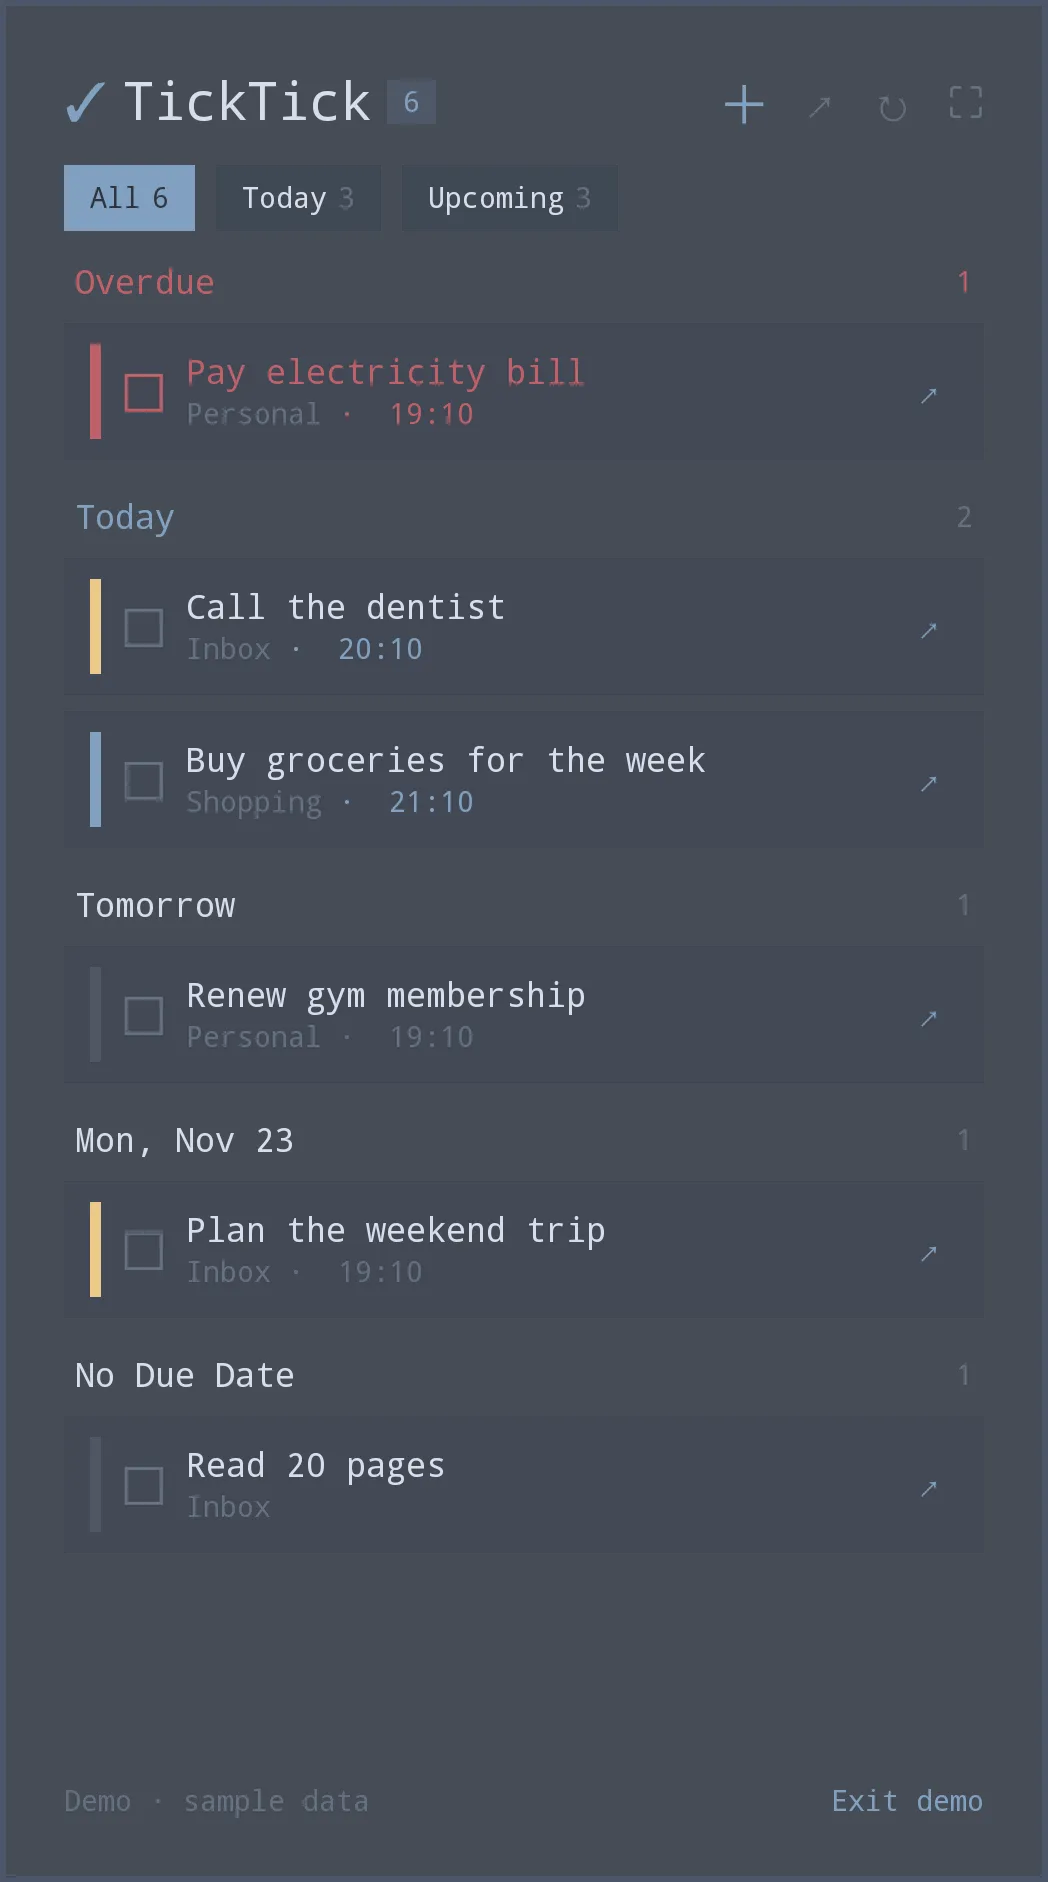 ✓ TickTick 6
All 6 Today 3 Upcoming 3
Overdue 1
Pay electricity bill
Personal · 19:10
Today 2
Call the dentist
Inbox · 20:10
Buy groceries for the week
Shopping · 21:10
Tomorrow 1
Renew gym membership
Personal · 19:10
Mon, Nov 23 1
Plan the weekend trip
Inbox · 19:10
No Due Date 1
Read 20 pages
Inbox
Demo · sample data Exit demo